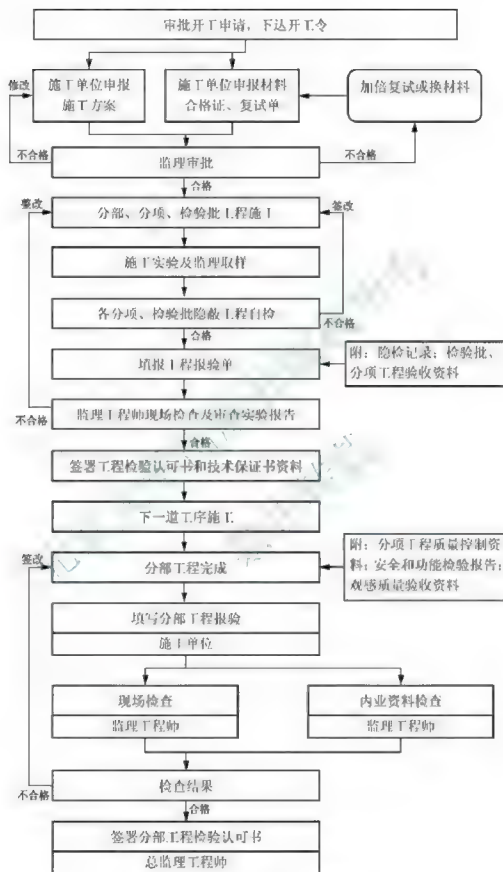 审批开工申请，下达开工令
修改
施工单位申报
施工方案
施工单位申报材料
合格证、复试单
加倍复试或换材料
不合格
监理审批
不合格
合格
整改
分部、分项、检验批工程施工
整改
施工实验及监理取样
各分项、检验批隐蔽工程自检
不合格
合格
填报工程报验单
附：隐检记录；检验批、
分项工程验收资料
监理工程师现场检查及审查实验报告
不合格
合格
签署工程检验认可书和技术保证书资料
下一道工序施工
整改
分部工程完成
附：分项工程质量控制资
料；安全和功能检验报告；
观感质量验收资料
填写分部工程报验
施工单位
现场检查
监理工程师
内业资料检查
监理工程师
检查结果
不合格
合格
签署分部工程检验认可书
总监理工程师